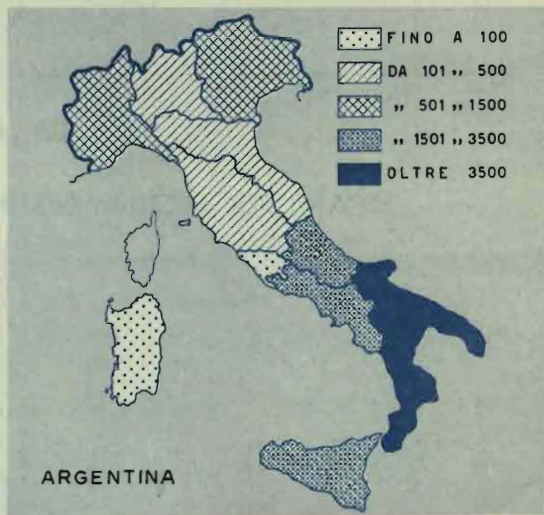 FINO A 100
DA 101 ,, 500
,, 501 ,, 1500
,, 1501 ,, 3500
OLTRE 3500
ARGENTINA